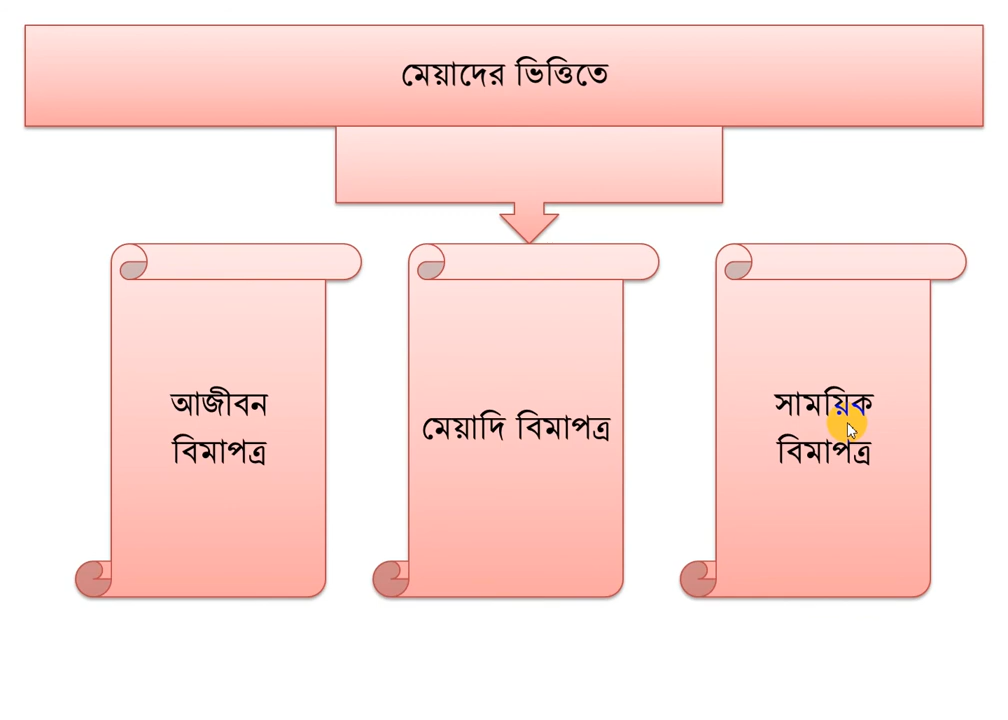 মেয়াদের ভিত্তিতে
আজীবন
বিমাপত্র
মেয়াদি বিমাপত্র
সাময়িক
বিমাপত্র